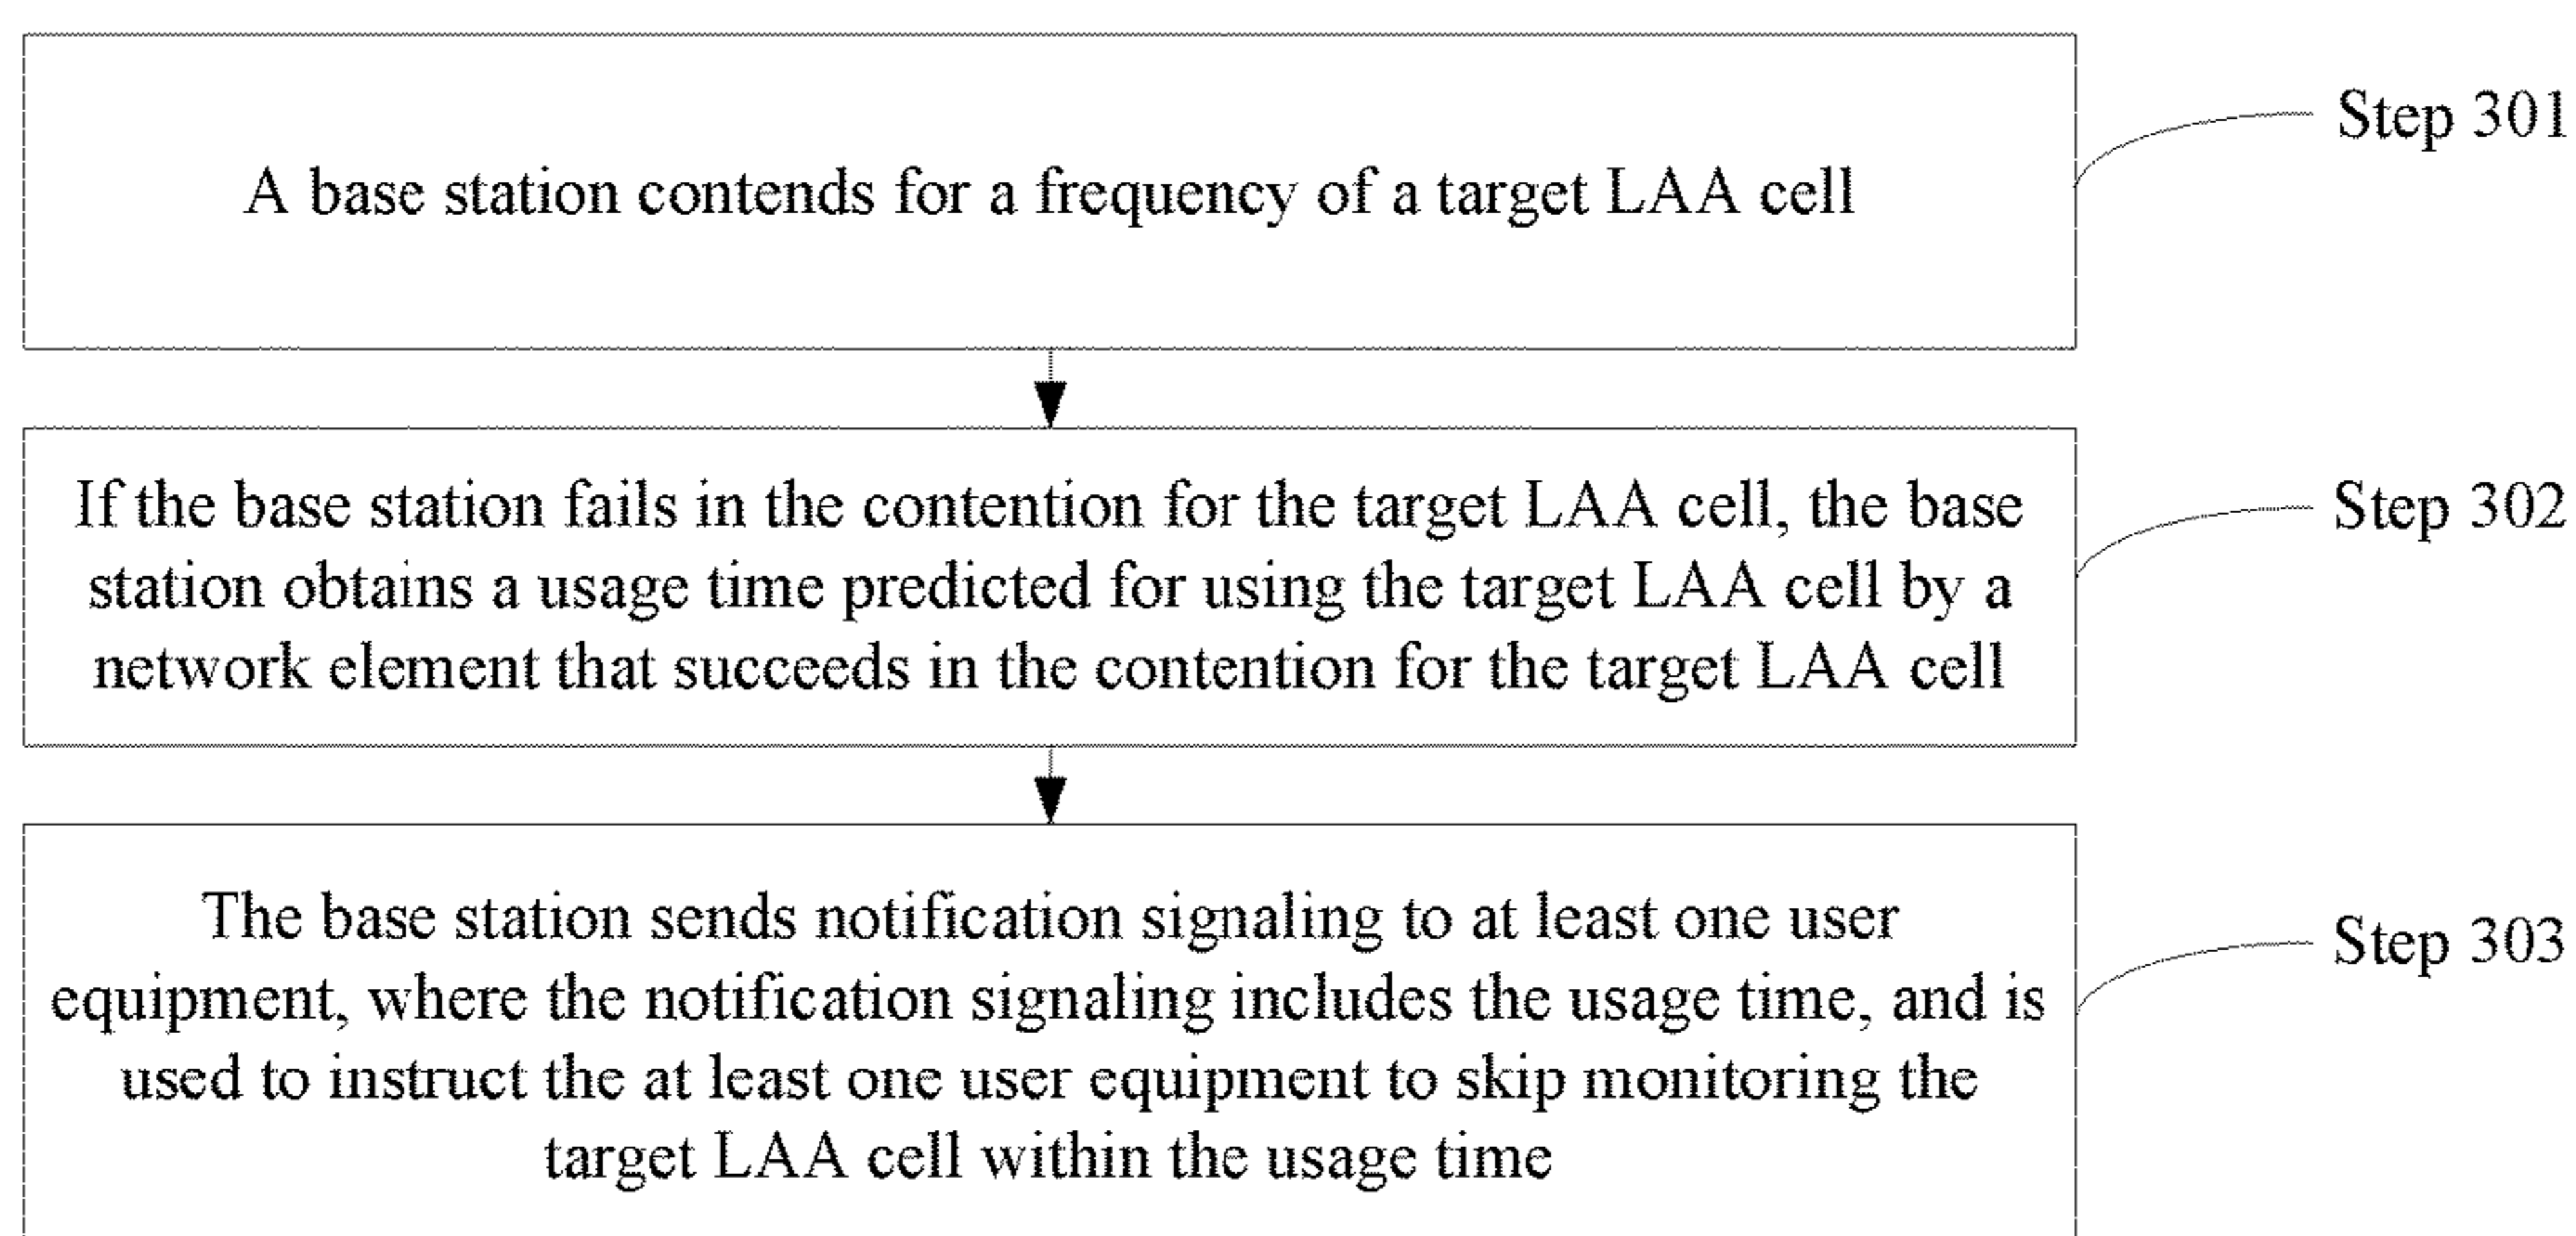 A base station contends for a frequency of a target LAA cell
Step 301
If the base station fails in the contention for the target LAA cell, the base
station obtains a usage time predicted for using the target LAA cell by a
network element that succeeds in the contention for the target LAA cell
Step 302
The base station sends notification signaling to at least one user
equipment, where the notification signaling includes the usage time, and is
used to instruct the at least one user equipment to skip monitoring the
target LAA cell within the usage time
Step 303